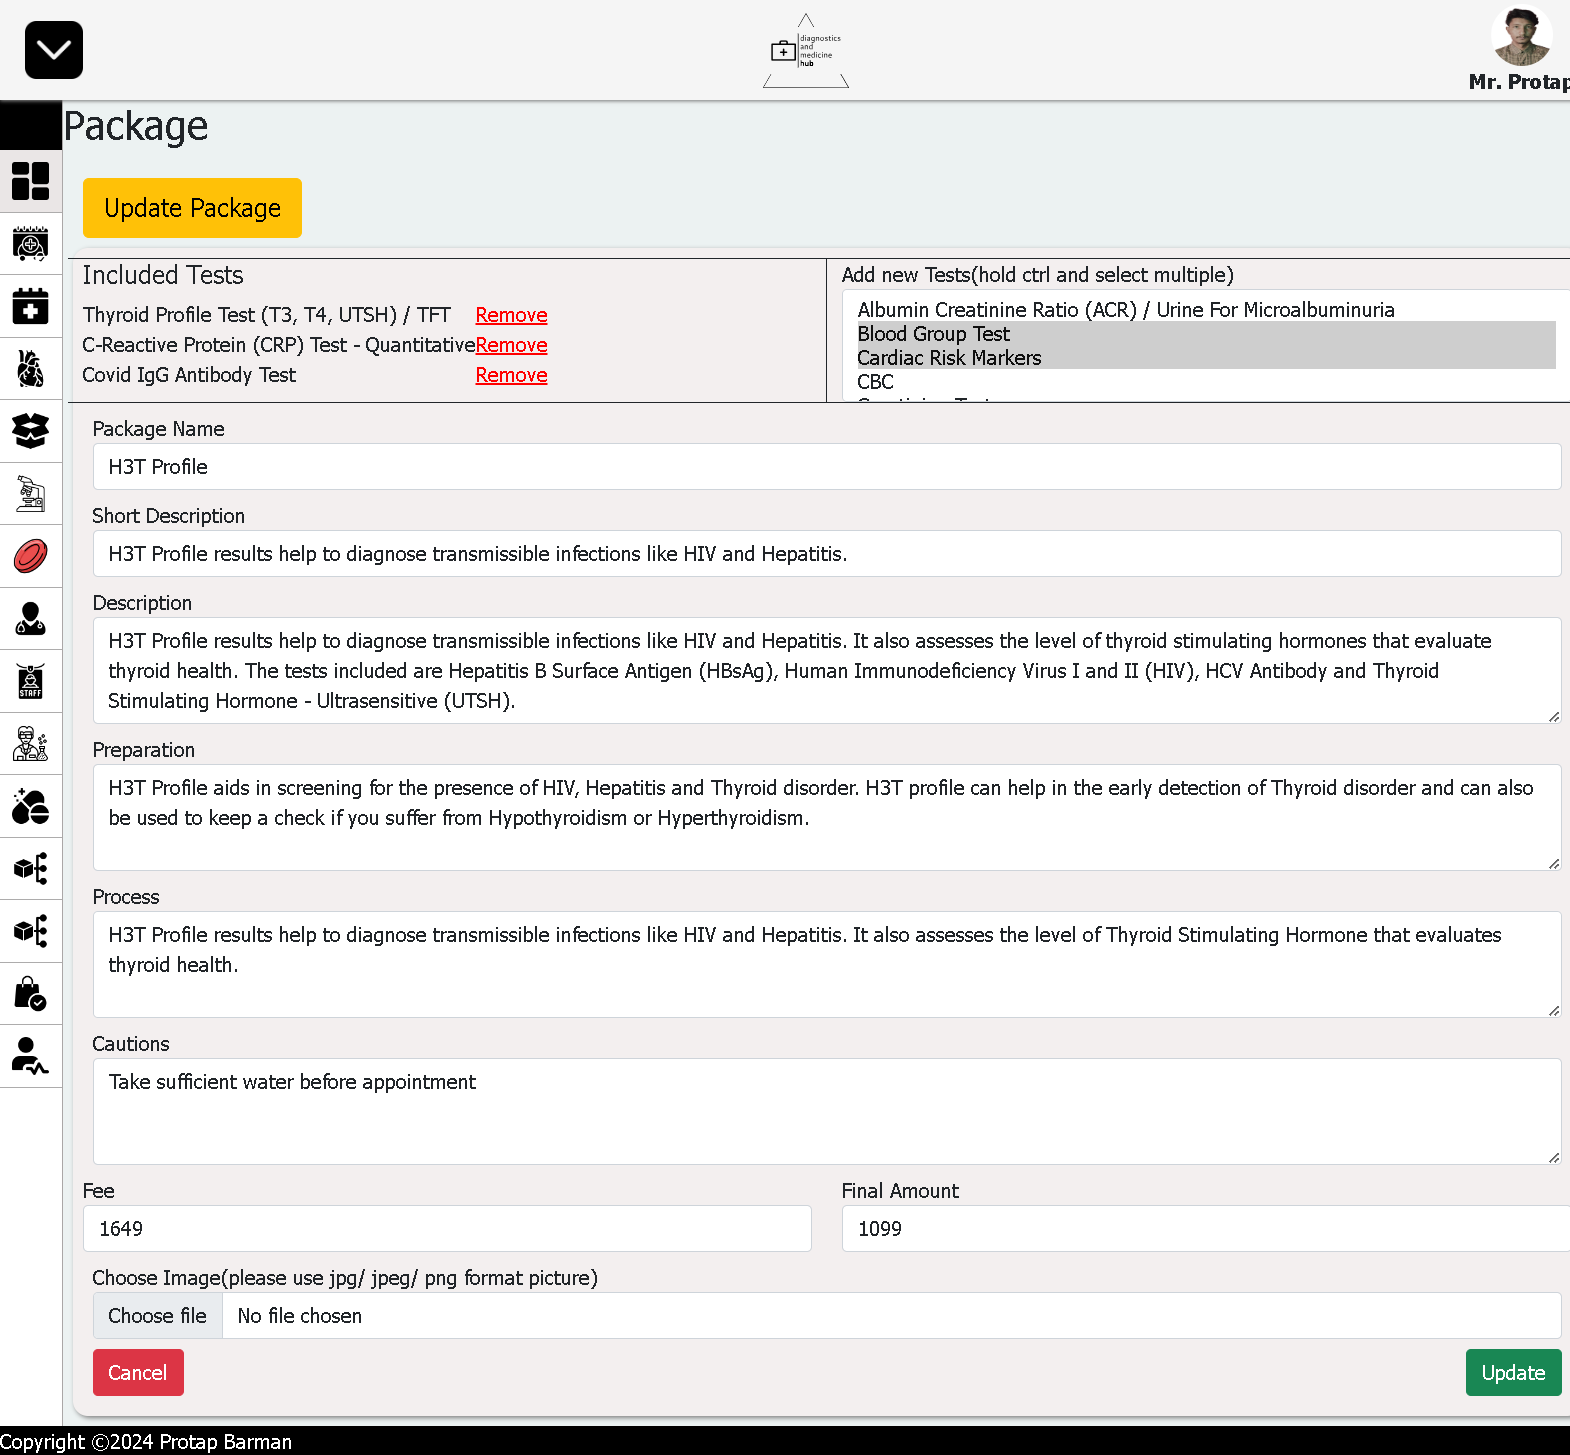 diagnostics
and
medicine
hub
Mr. Protap
Package
Update Package
Included Tests
Thyroid Profile Test (T3, T4, UTSH) / TFT Remove
C-Reactive Protein (CRP) Test - Quantitative Remove
Covid IgG Antibody Test Remove
Add new Tests(hold ctrl and select multiple)
Albumin Creatinine Ratio (ACR) / Urine For Microalbuminuria
Blood Group Test
Cardiac Risk Markers
CBC
Package Name
H3T Profile
Short Description
H3T Profile results help to diagnose transmissible infections like HIV and Hepatitis.
Description
H3T Profile results help to diagnose transmissible infections like HIV and Hepatitis. It also assesses the level of thyroid stimulating hormones that evaluate
thyroid health. The tests included are Hepatitis B Surface Antigen (HBsAg), Human Immunodeficiency Virus I and II (HIV), HCV Antibody and Thyroid
Stimulating Hormone - Ultrasensitive (UTSH).
Preparation
H3T Profile aids in screening for the presence of HIV, Hepatitis and Thyroid disorder. H3T profile can help in the early detection of Thyroid disorder and can also
be used to keep a check if you suffer from Hypothyroidism or Hyperthyroidism.
Process
H3T Profile results help to diagnose transmissible infections like HIV and Hepatitis. It also assesses the level of Thyroid Stimulating Hormone that evaluates
thyroid health.
STAFF
Cautions
Take sufficient water before appointment
Fee
1649
Final Amount
1099
Choose Image(please use jpg/ jpeg/ png format picture)
Choose file No file chosen
Cancel
Update
Copyright ©2024 Protap Barman